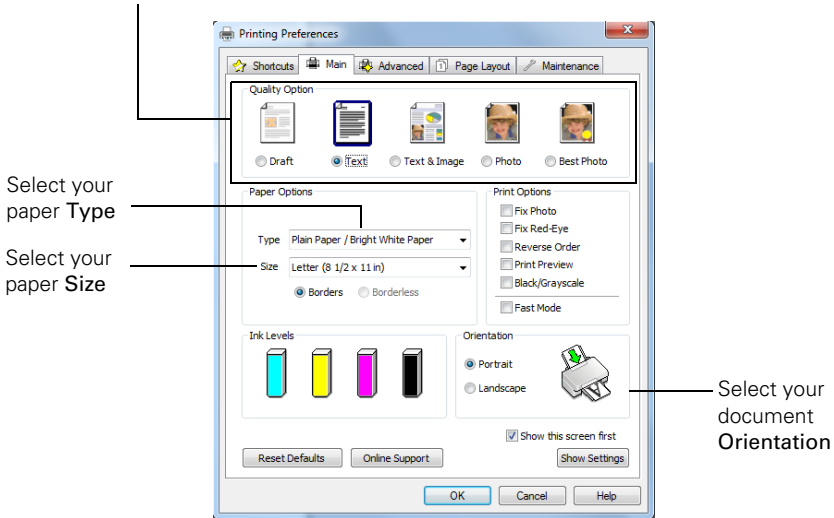 Printing Preferences
Shortcuts Main Advanced 1 Page Layout Maintenance
Quality Option
Draft Text Text & Image Photo Best Photo
Select your
paper Type
Select your
paper Size
Paper Options
Type Plain Paper / Bright White Paper
Size Letter (8 1/2 x 11 in)
Borders Borderless
Print Options
Fix Photo
Fix Red-Eye
Reverse Order
Print Preview
Black/Grayscale
Fast Mode
Ink Levels
Orientation
Portrait
Landscape
Select your
document
Orientation
Show this screen first
Reset Defaults Online Support Show Settings
OK Cancel Help